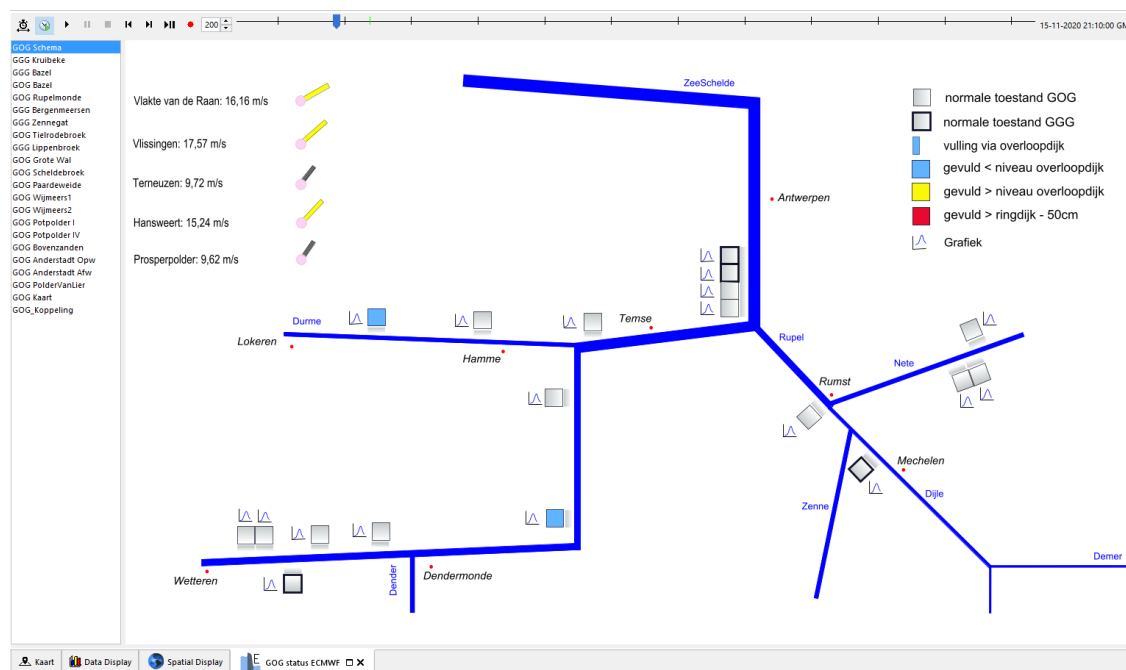 200
15-11-2020 21:10:00 GM
GOG Schema
GGG Kruibeke
GGG Bazel
GOG Bazel
GOG Rupelmonde
GGG Bergenmeersen
GGG Zennegat
GOG Tielrodebroek
GGG Lippenbroek
GOG Grote Wal
GOG Scheldebroek
GOG Paardeweide
GOG Wijmeers1
GOG Wijmeers2
GOG Potpolder I
GOG Potpolder IV
GOG Bovenzanden
GOG Anderstadt Opw
GOG Anderstadt Afw
GOG PolderVanLier
GOG Kaart
GOG_Koppeling
Vlakte van de Raan: 16,16 m/s
Vlissingen: 17,57 m/s
Terneuzen: 9,72 m/s
Hansweert: 15,24 m/s
Prosperpolder: 9,62 m/s
ZeeSchelde
normale toestand GOG
normale toestand GGG
vulling via overloopdijk
gevuld < niveau overloopdijk
gevuld > niveau overloopdijk
gevuld > ringdijk - 50cm
Grafiek
Antwerpen
Durme
Temse
Lokeren
Hamme
Rupel
Nete
Rumst
Mechelen
Dijle
Zenne
Demer
Wetteren
Dender
Dendermonde
Kaart
Data Display
Spatial Display
E
GOG status ECMWF